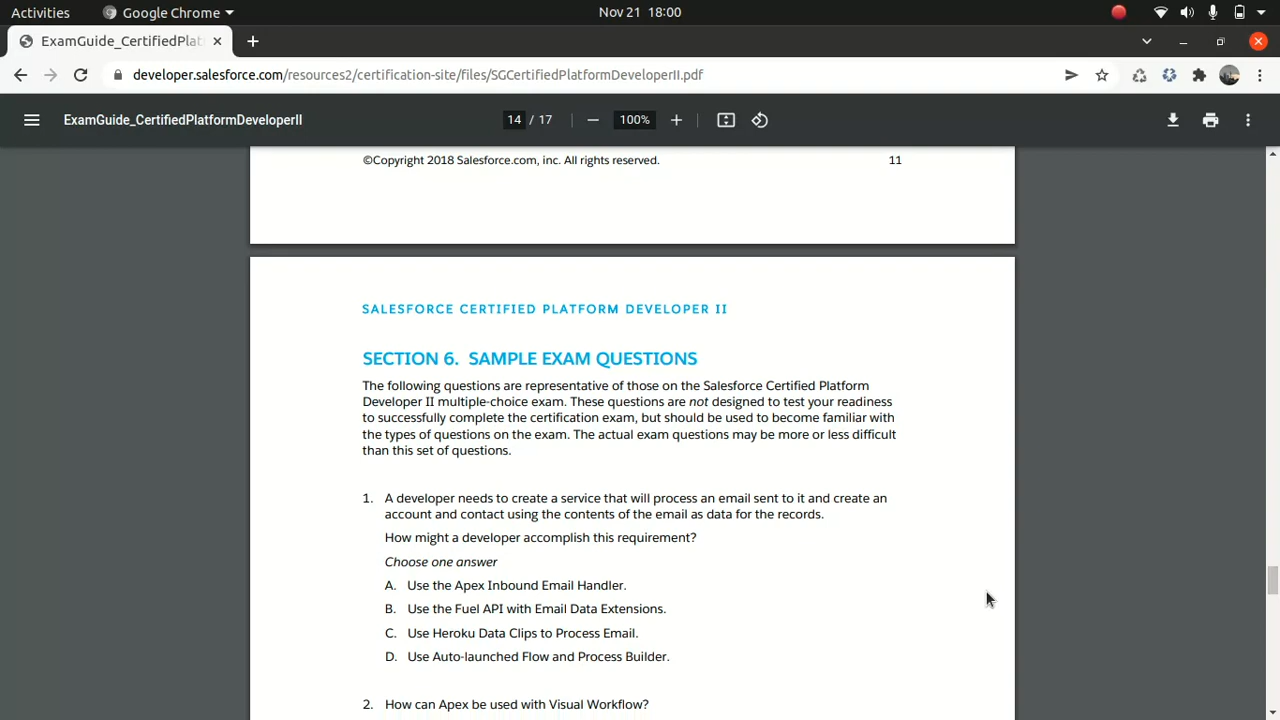 Activities
Google Chrome
Nov 21 18:00
ExamGuide_CertifiedPlat
developer.salesforce.com/resources2/certification-site/files/SGCertifiedPlatformDeveloperII.pdf
ExamGuide_CertifiedPlatformDeveloperII
14 / 17
100%
©Copyright 2018 Salesforce.com, inc. All rights reserved.
11
SALESFORCE CERTIFIED PLATFORM DEVELOPER II
SECTION 6. SAMPLE EXAM QUESTIONS
The following questions are representative of those on the Salesforce Certified Platform
Developer II multiple-choice exam. These questions are not designed to test your readiness
to successfully complete the certification exam, but should be used to become familiar with
the types of questions on the exam. The actual exam questions may be more or less difficult
than this set of questions.
1. A developer needs to create a service that will process an email sent to it and create an
account and contact using the contents of the email as data for the records.
How might a developer accomplish this requirement?
Choose one answer
A. Use the Apex Inbound Email Handler.
B. Use the Fuel API with Email Data Extensions.
C. Use Heroku Data Clips to Process Email.
D. Use Auto-launched Flow and Process Builder.
2. How can Apex be used with Visual Workflow?